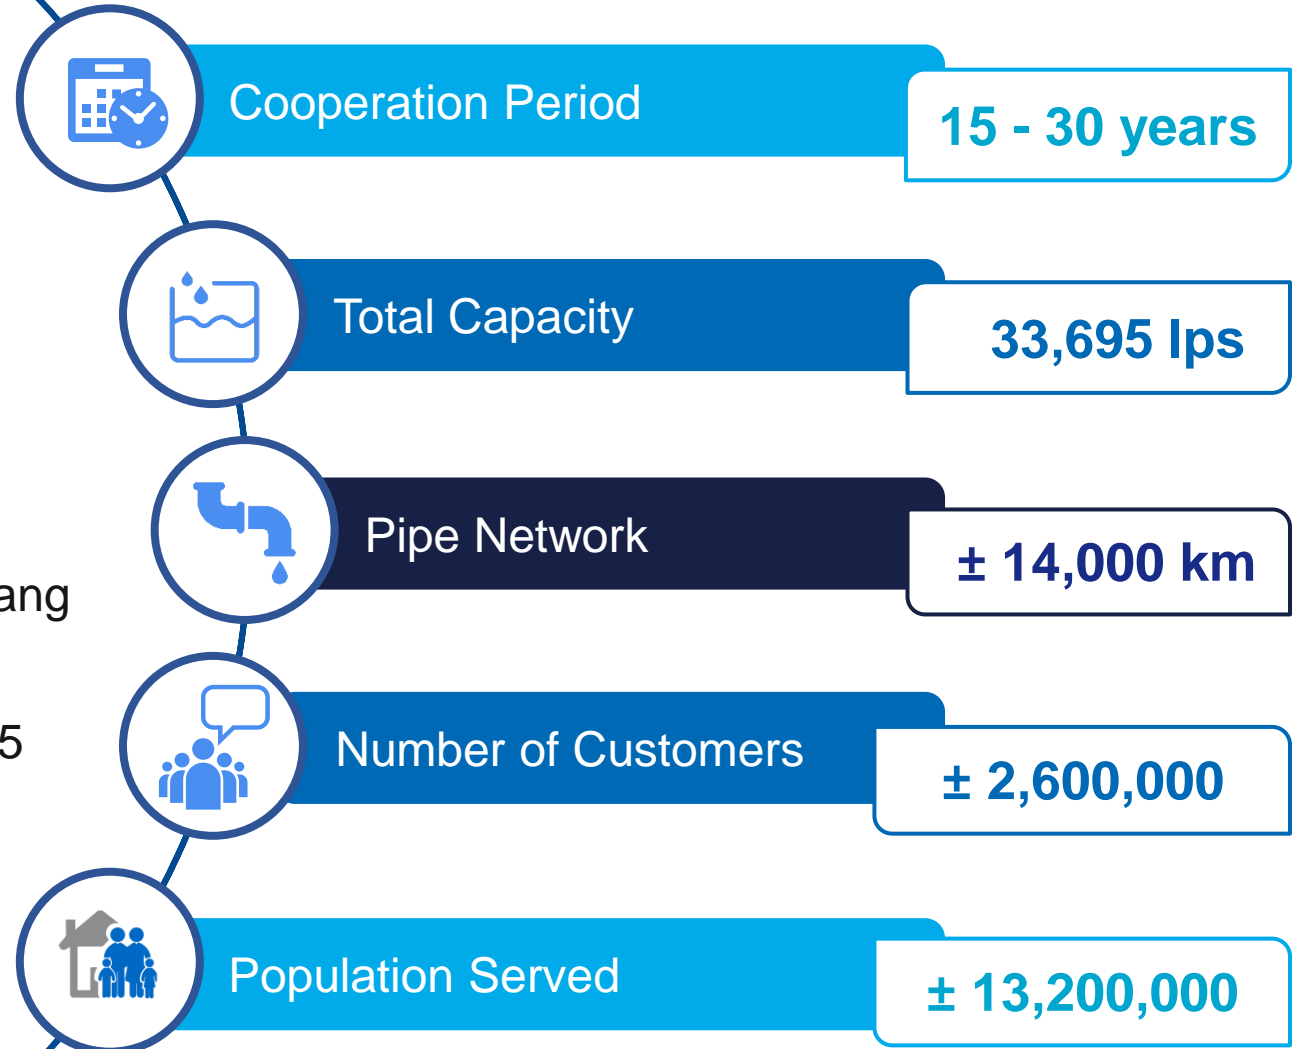 Cooperation Period
15 - 30 years
Total Capacity
33,695 lps
Pipe Network
± 14,000 km
ang
Number of Customers
± 2,600,000
5
Population Served
± 13,200,000